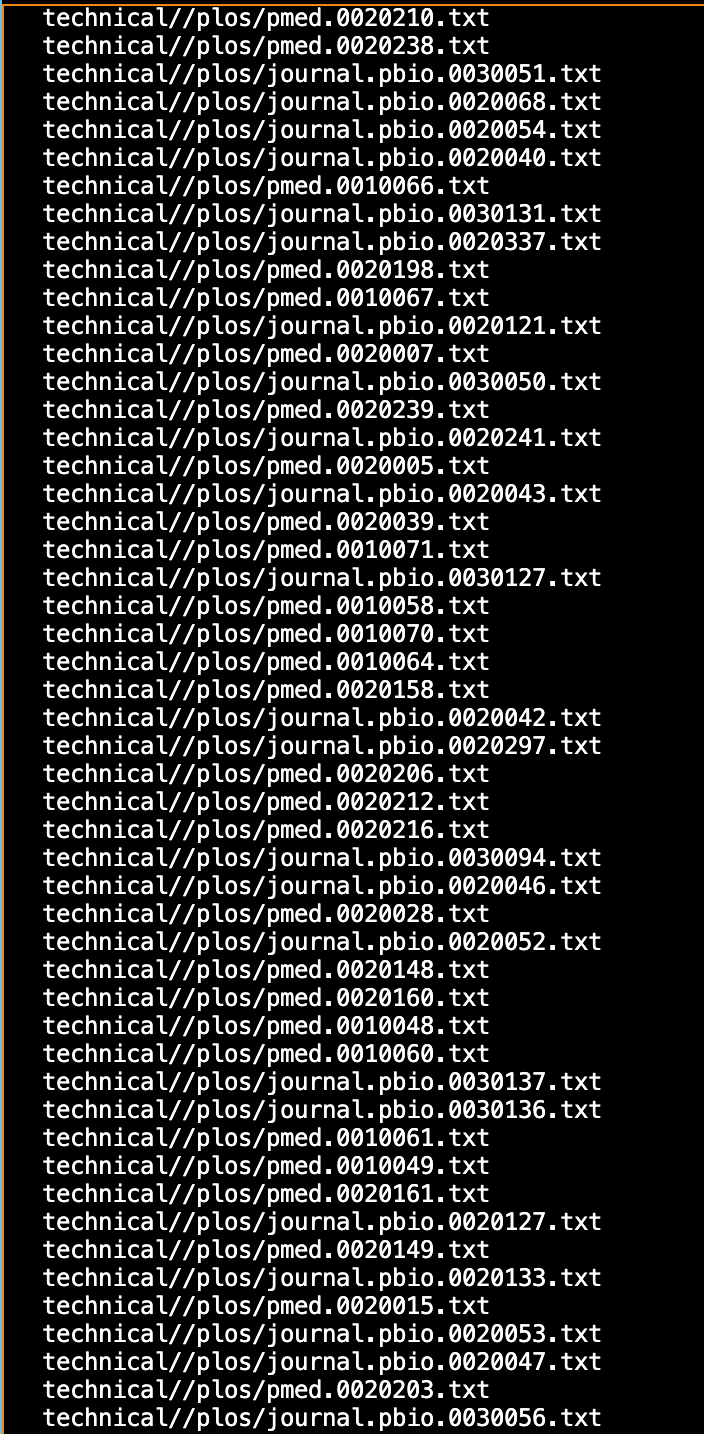 technical//plos/pmed.0020210.txt
technical//plos/pmed.0020238.txt
technical//plos/journal.pbio.0030051.txt
technical//plos/journal.pbio.0020068.txt
technical//plos/journal.pbio.0020054.txt
technical//plos/journal.pbio.0020040.txt
technical//plos/pmed.0010066.txt
technical//plos/journal.pbio.0030131.txt
technical//plos/journal.pbio.0020337.txt
technical//plos/pmed.0020198.txt
technical//plos/pmed.0010067.txt
technical//plos/journal.pbio.0020121.txt
technical//plos/pmed.0020007.txt
technical//plos/journal.pbio.0030050.txt
technical//plos/pmed.0020239.txt
technical//plos/journal.pbio.0020241.txt
technical//plos/pmed.0020005.txt
technical//plos/journal.pbio.0020043.txt
technical//plos/pmed.0020039.txt
technical//plos/pmed.0010071.txt
technical//plos/journal.pbio.0030127.txt
technical//plos/pmed.0010058.txt
technical//plos/pmed.0010070.txt
technical//plos/pmed.0010064.txt
technical//plos/pmed.0020158.txt
technical//plos/journal.pbio.0020042.txt
technical//plos/journal.pbio.0020297.txt
technical//plos/pmed.0020206.txt
technical//plos/pmed.0020212.txt
technical//plos/pmed.0020216.txt
technical//plos/journal.pbio.0030094.txt
technical//plos/journal.pbio.0020046.txt
technical//plos/pmed.0020028.txt
technical//plos/journal.pbio.0020052.txt
technical//plos/pmed.0020148.txt
technical//plos/pmed.0020160.txt
technical//plos/pmed.0010048.txt
technical//plos/pmed.0010060.txt
technical//plos/journal.pbio.0030137.txt
technical//plos/journal.pbio.0030136.txt
technical//plos/pmed.0010061.txt
technical//plos/pmed.0010049.txt
technical//plos/pmed.0020161.txt
technical//plos/journal.pbio.0020127.txt
technical//plos/pmed.0020149.txt
technical//plos/journal.pbio.0020133.txt
technical//plos/pmed.0020015.txt
technical//plos/journal.pbio.0020053.txt
technical//plos/journal.pbio.0020047.txt
technical//plos/pmed.0020203.txt
technical//plos/journal.pbio.0030056.txt